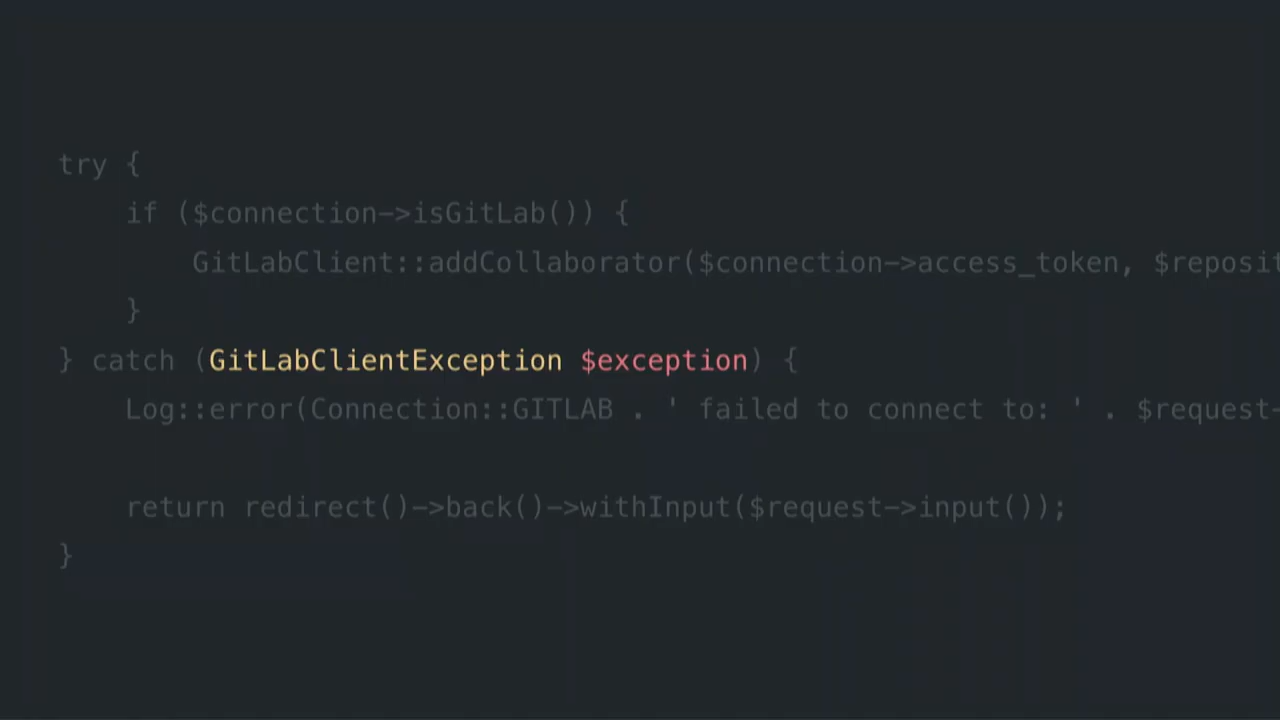 try {
    if ($connection->isGitLab()) {
        GitLabClient::addCollaborator($connection->access_token, $reposit
    }
} catch (GitLabClientException $exception) {
    Log::error(Connection::GITLAB . ' failed to connect to: ' . $request-
    return redirect()->back()->withInput($request->input());
}